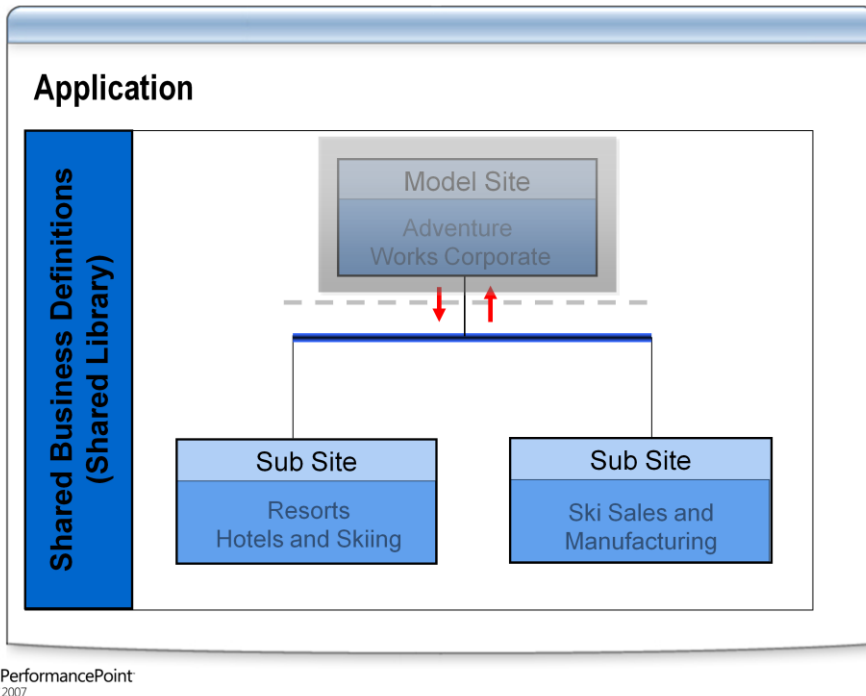 Application
Shared Business Definitions
(Shared Library)
Model Site
Adventure
Works Corporate
Sub Site
Resorts
Hotels and Skiing
Sub Site
Ski Sales and
Manufacturing
PerformancePoint
2007